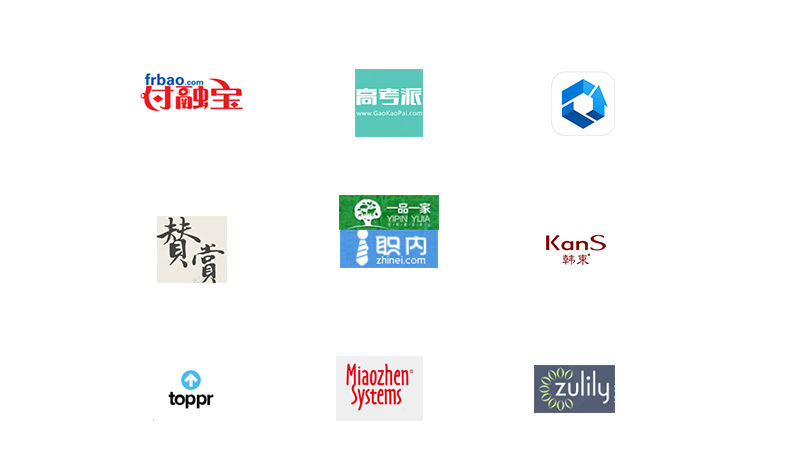 frbao.com
付融宝
高考派
www.GaoKaoPai.com
赞赏
一品一家
YIPIN YIJIA
职内
zhinei.com
KanS
韩束
toppr
Miaozhen®
Systems
zulily